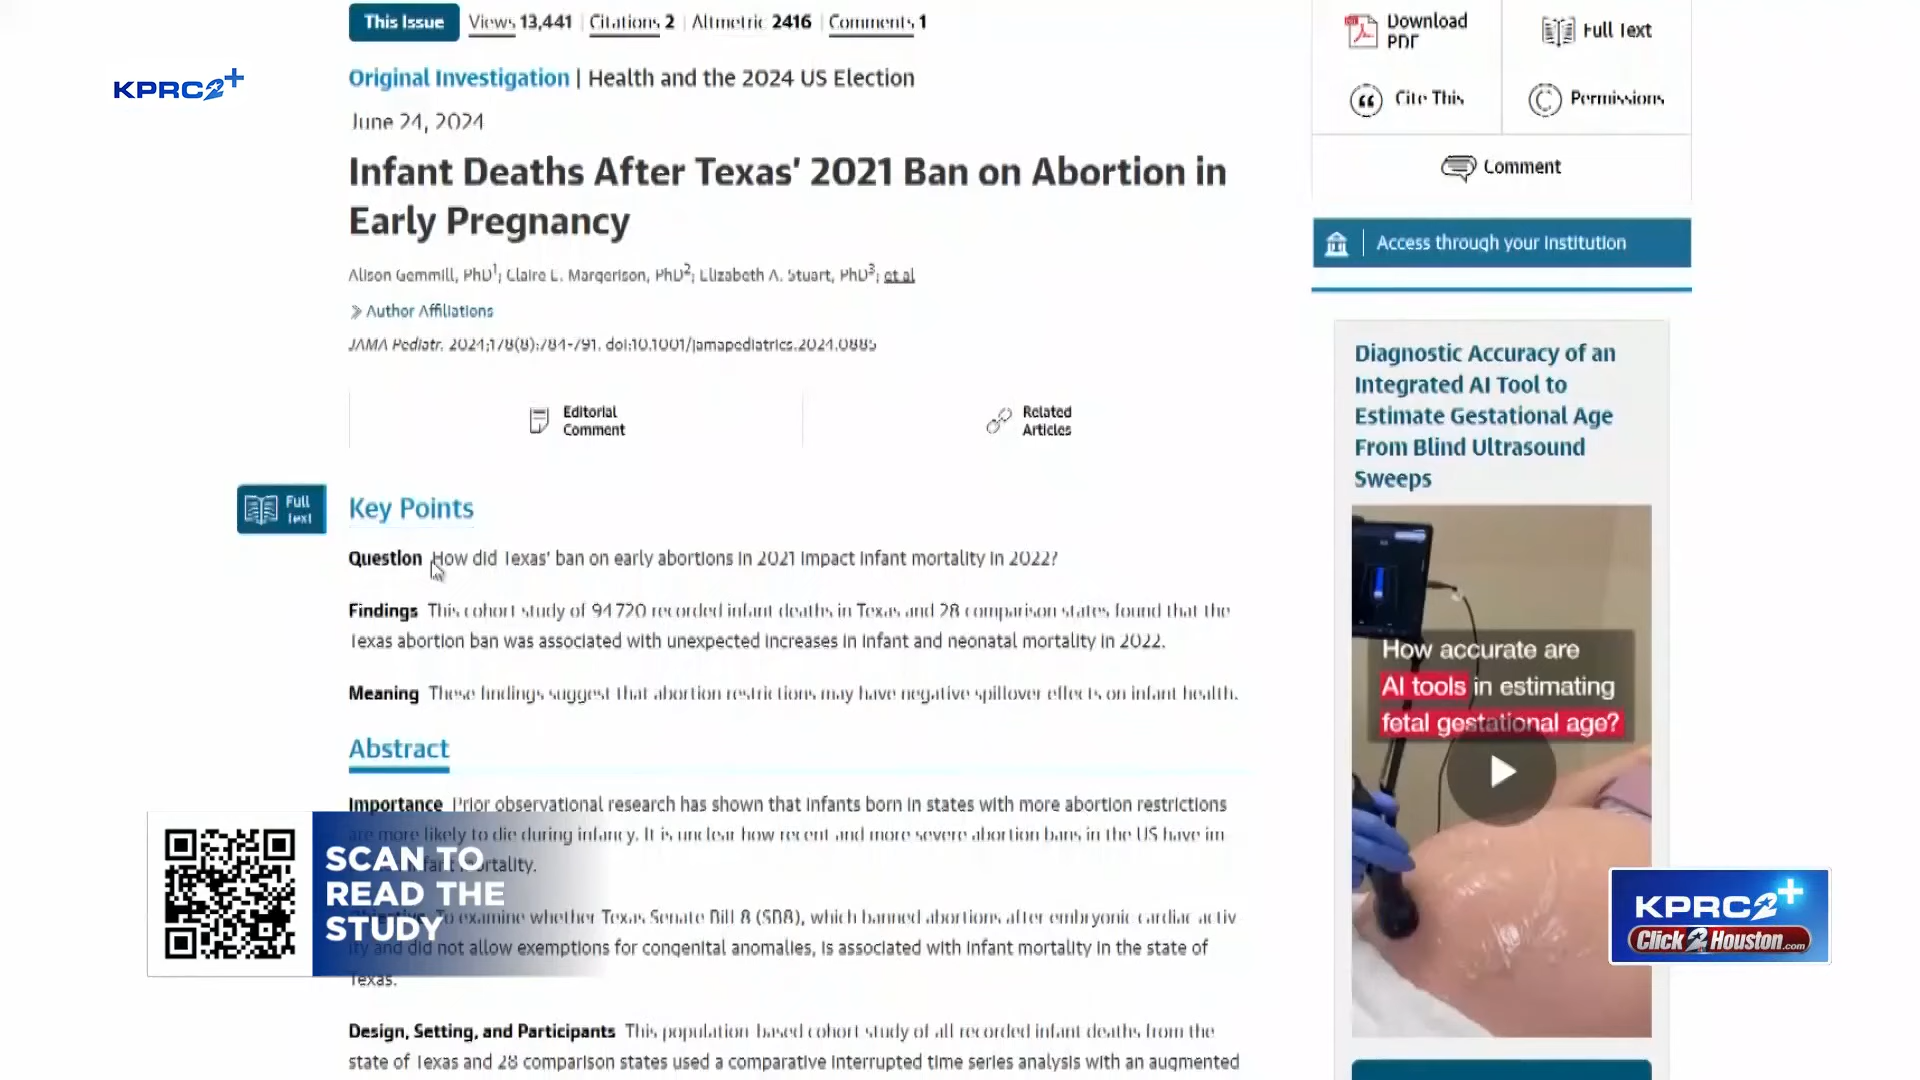 This Issue Views 13,441 | Citations 2 | Altmetric 2416 | Comments 1
KPRC2+
Original Investigation | Health and the 2024 US Election
June 24, 2024
Infant Deaths After Texas' 2021 Ban on Abortion in
Early Pregnancy
Alison Gemmill, PhD1; Claire E. Margerison, PhD2; Elizabeth A. Stuart, PhD3; et al
Author Affiliations
JAMA Pediatr. 2024;178(8):784-791. doi:10.1001/jamapediatrics.2024.0885
Editorial
Comment
Related
Articles
Full
Text
Key Points
Question How did Texas' ban on early abortions in 2021 impact infant mortality in 2022?
Findings This cohort study of 94 720 recorded infant deaths in Texas and 28 comparison states found that the
Texas abortion ban was associated with unexpected increases in infant and neonatal mortality in 2022.
Meaning These findings suggest that abortion restrictions may have negative spillover effects on infant health.
Abstract
Importance Prior observational research has shown that infants born in states with more abortion restrictions
are more likely to die during infancy. It is unclear how recent and more severe abortion bans in the US have im
mortality.
Objective To examine whether Texas Senate Bill 8 (SB8), which banned abortions after embryonic cardiac activ
ity and did not allow exemptions for congenital anomalies, is associated with infant mortality in the state of
Texas.
Design, Setting, and Participants This population-based cohort study of all recorded infant deaths from the
state of Texas and 28 comparison states used a comparative interrupted time series analysis with an augmented
SCAN TO
READ THE
STUDY
Download
PDF
Full Text
Cite This
Permissions
Comment
Access through your institution
Diagnostic Accuracy of an
Integrated AI Tool to
Estimate Gestational Age
From Blind Ultrasound
Sweeps
How accurate are
AI tools in estimating
fetal gestational age?
KPRC2+
Click2Houston.com